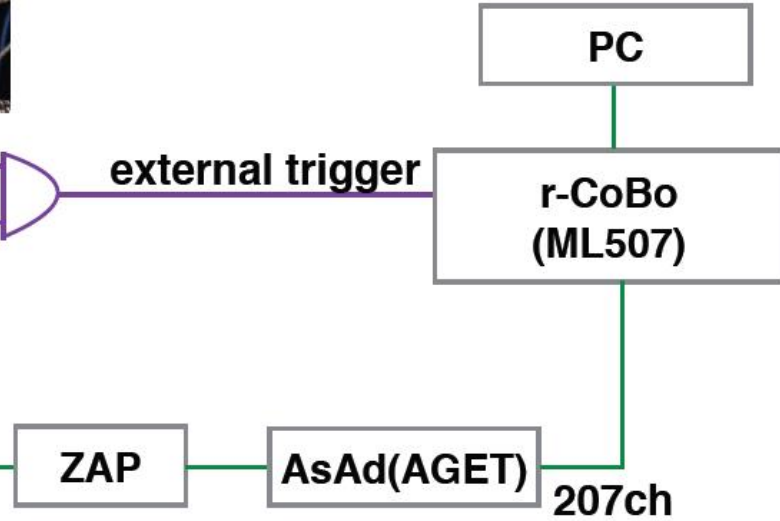 PC
external trigger
r-CoBo
(ML507)
ZAP
AsAd(AGET)
207ch